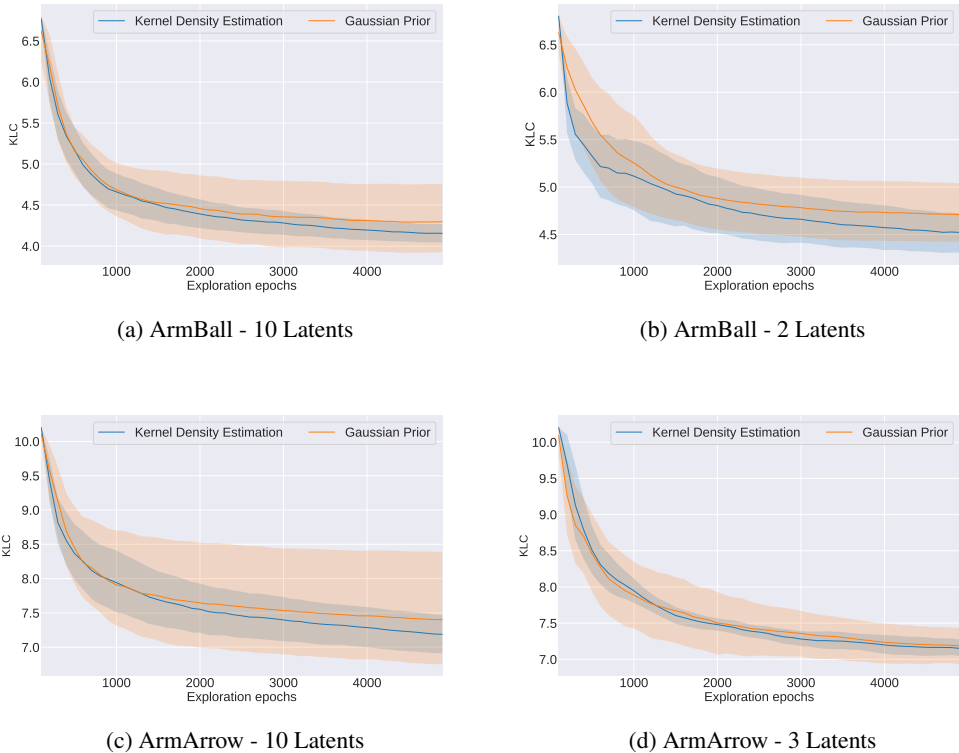 Kernel Density Estimation Gaussian Prior
6.5
6.0
5.5
5.0
4.5
4.0
KLC
1000 2000 3000 4000
Exploration epochs
(a) ArmBall - 10 Latents
Kernel Density Estimation Gaussian Prior
6.5
6.0
5.5
5.0
4.5
KLC
1000 2000 3000 4000
Exploration epochs
(b) ArmBall - 2 Latents
Kernel Density Estimation Gaussian Prior
10.0
9.5
9.0
8.5
8.0
7.5
7.0
KLC
1000 2000 3000 4000
Exploration epochs
(c) ArmArrow - 10 Latents
Kernel Density Estimation Gaussian Prior
10.0
9.5
9.0
8.5
8.0
7.5
7.0
KLC
1000 2000 3000 4000
Exploration epochs
(d) ArmArrow - 3 Latents